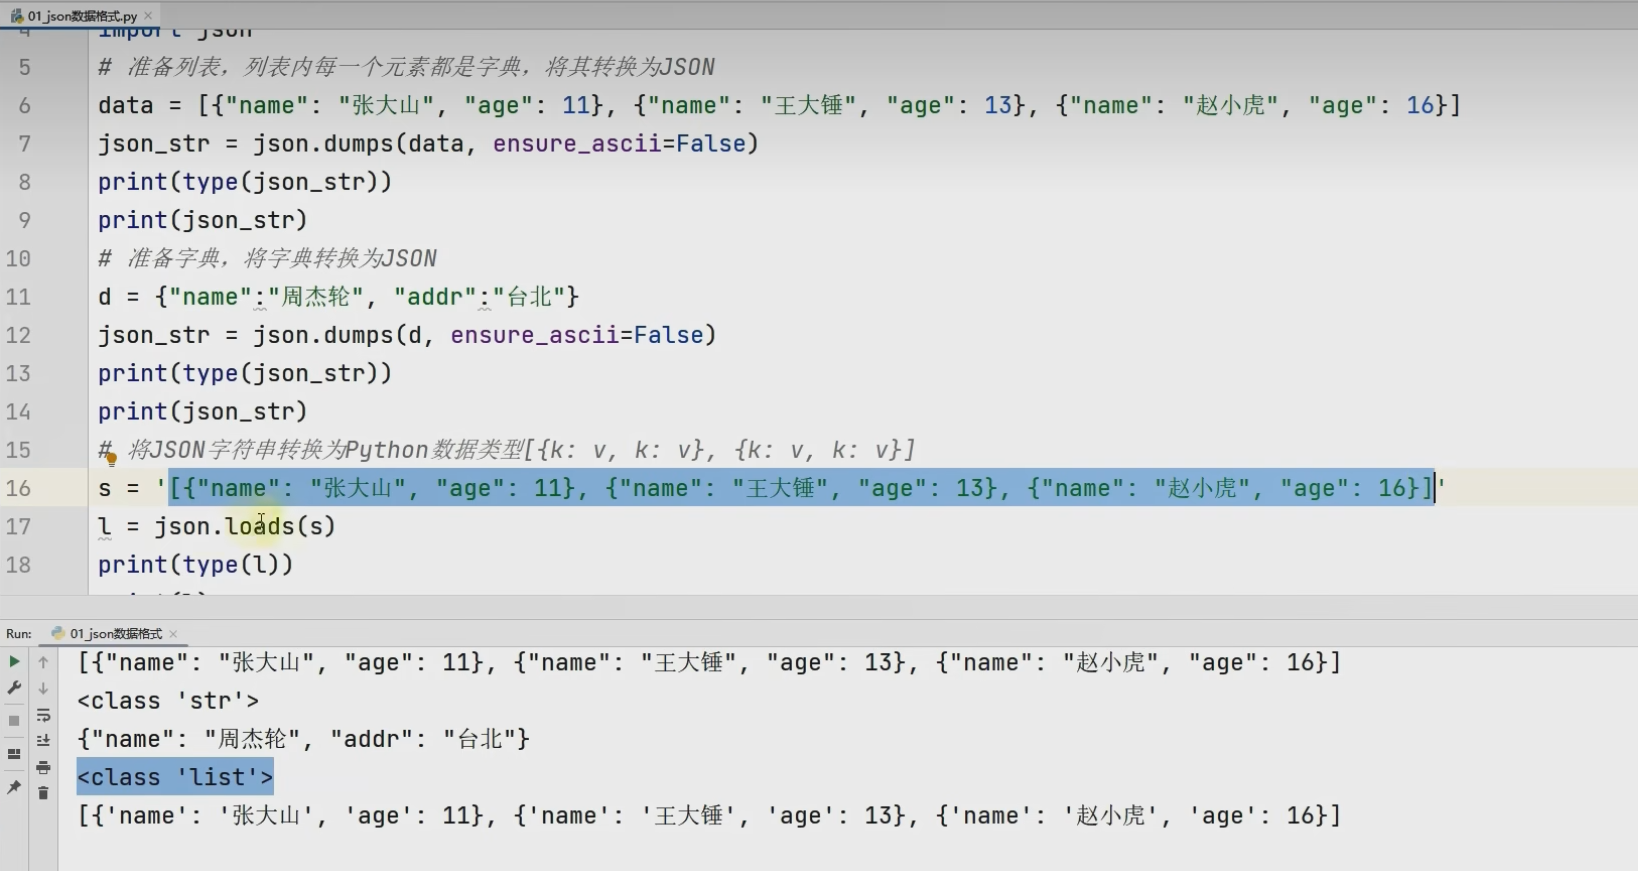 01_json数据格式.py
4 import json
5 # 准备列表，列表内每一个元素都是字典，将其转换为JSON
6 data = [{"name": "张大山", "age": 11}, {"name": "王大锤", "age": 13}, {"name": "赵小虎", "age": 16}]
7 json_str = json.dumps(data, ensure_ascii=False)
8 print(type(json_str))
9 print(json_str)
10 # 准备字典，将字典转换为JSON
11 d = {"name":"周杰轮", "addr":"台北"}
12 json_str = json.dumps(d, ensure_ascii=False)
13 print(type(json_str))
14 print(json_str)
15 # 将JSON字符串转换为Python数据类型[{k: v, k: v}, {k: v, k: v}]
16 s = '[{"name": "张大山", "age": 11}, {"name": "王大锤", "age": 13}, {"name": "赵小虎", "age": 16}]'
17 l = json.loads(s)
18 print(type(l))
Run: 01_json数据格式
[{"name": "张大山", "age": 11}, {"name": "王大锤", "age": 13}, {"name": "赵小虎", "age": 16}]
<class 'str'>
{"name": "周杰轮", "addr": "台北"}
<class 'list'>
[{'name': '张大山', 'age': 11}, {'name': '王大锤', 'age': 13}, {'name': '赵小虎', 'age': 16}]